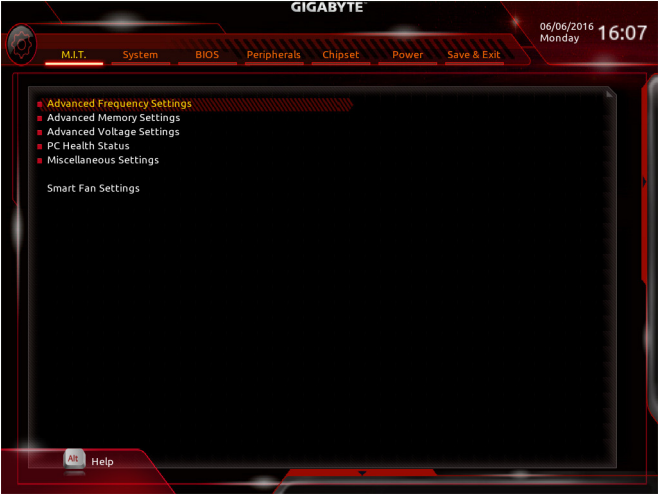 GIGABYTE
06/06/2016 16:07
Monday
M.I.T. System BIOS Peripherals Chipset Power Save & Exit
Advanced Frequency Settings
Advanced Memory Settings
Advanced Voltage Settings
PC Health Status
Miscellaneous Settings
Smart Fan Settings
Alt Help